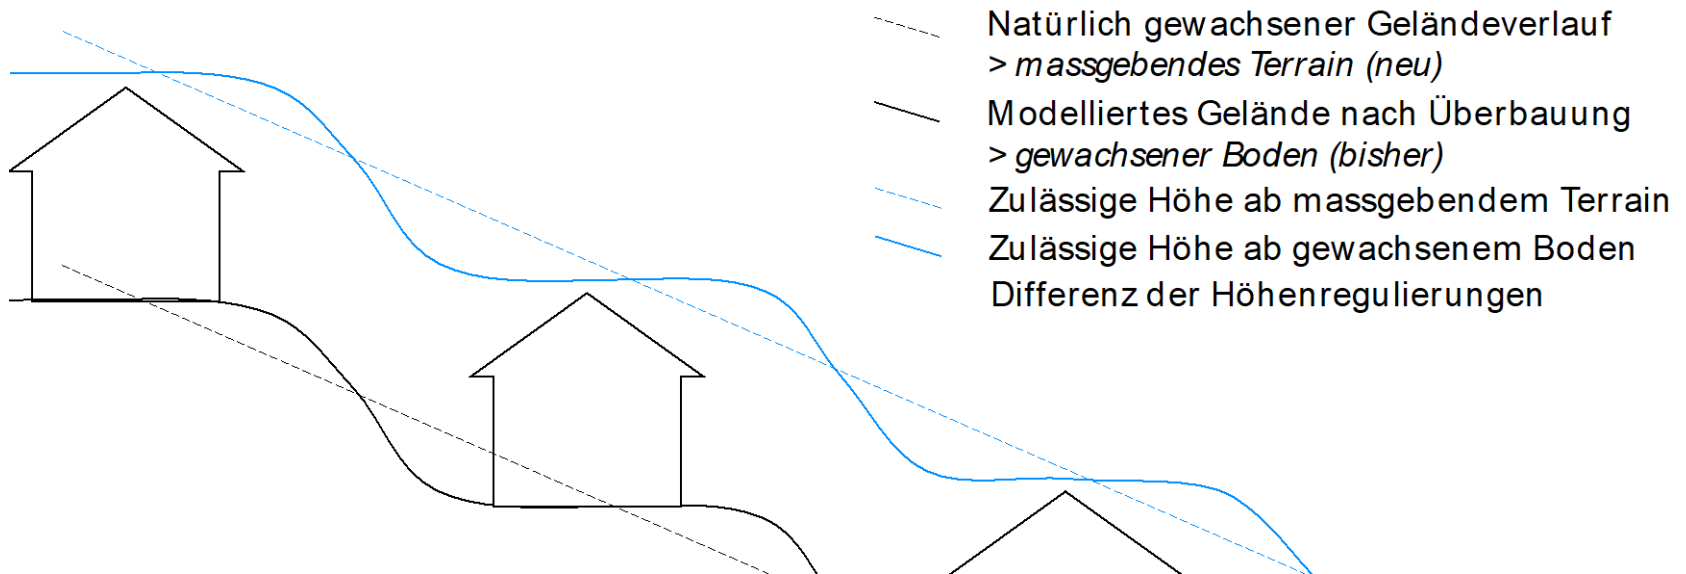 Natürlich gewachsener Geländeverlauf
> massgebendes Terrain (neu)
Modelliertes Gelände nach Überbauung
> gewachsener Boden (bisher)
Zulässige Höhe ab massgebendem Terrain
Zulässige Höhe ab gewachsenem Boden
Differenz der Höhenregulierungen